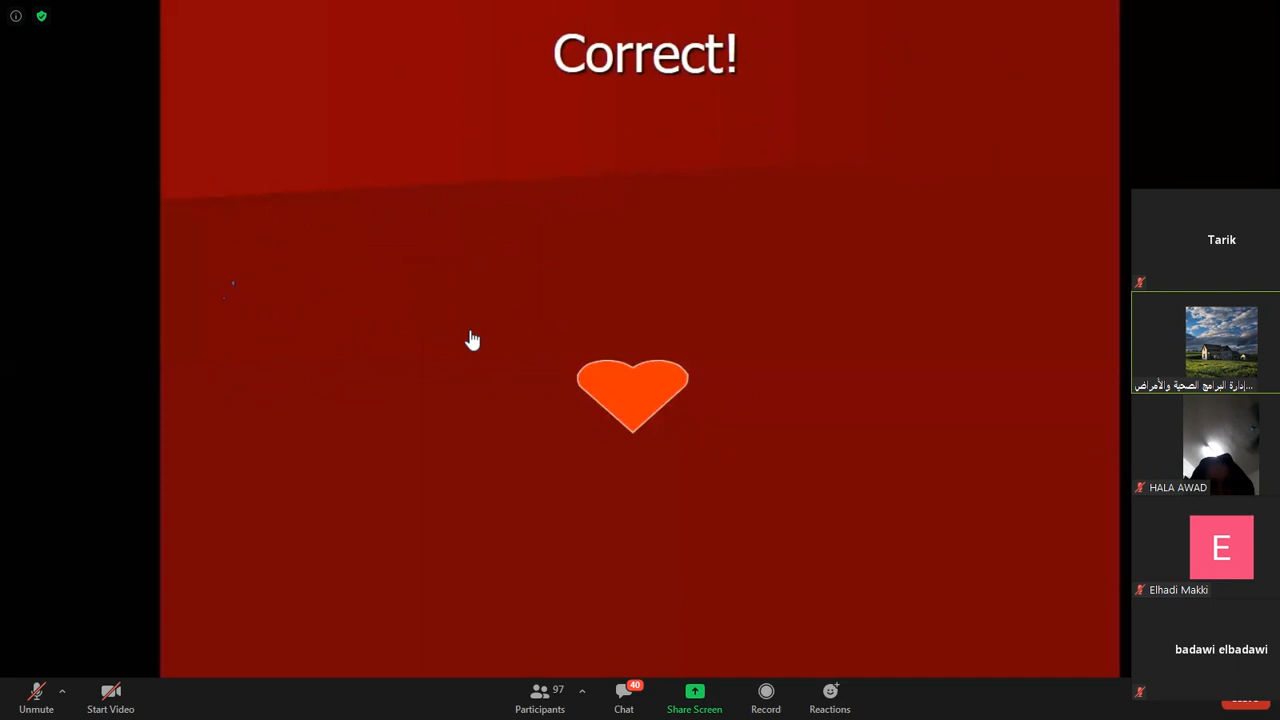 Correct!
Tarik
...إدارة البرامج الصحية والأمراض
HALA AWAD
E
Elhadi Makki
badawi elbadawi
Unmute
Start Video
97
Participants
40
Chat
Share Screen
Record
Reactions